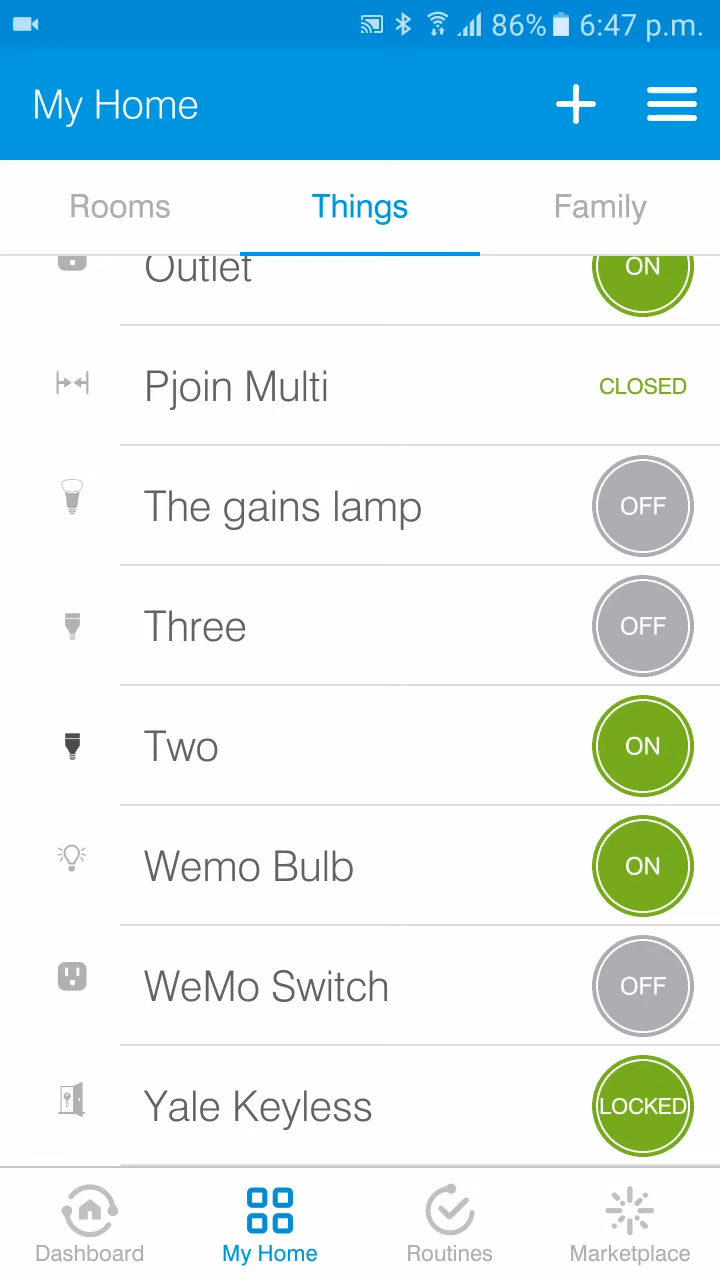 86% 6:47 p.m.
My Home
Rooms Things Family
Outlet ON
Pjoin Multi CLOSED
The gains lamp OFF
Three OFF
Two ON
Wemo Bulb ON
WeMo Switch OFF
Yale Keyless LOCKED
Dashboard My Home Routines Marketplace